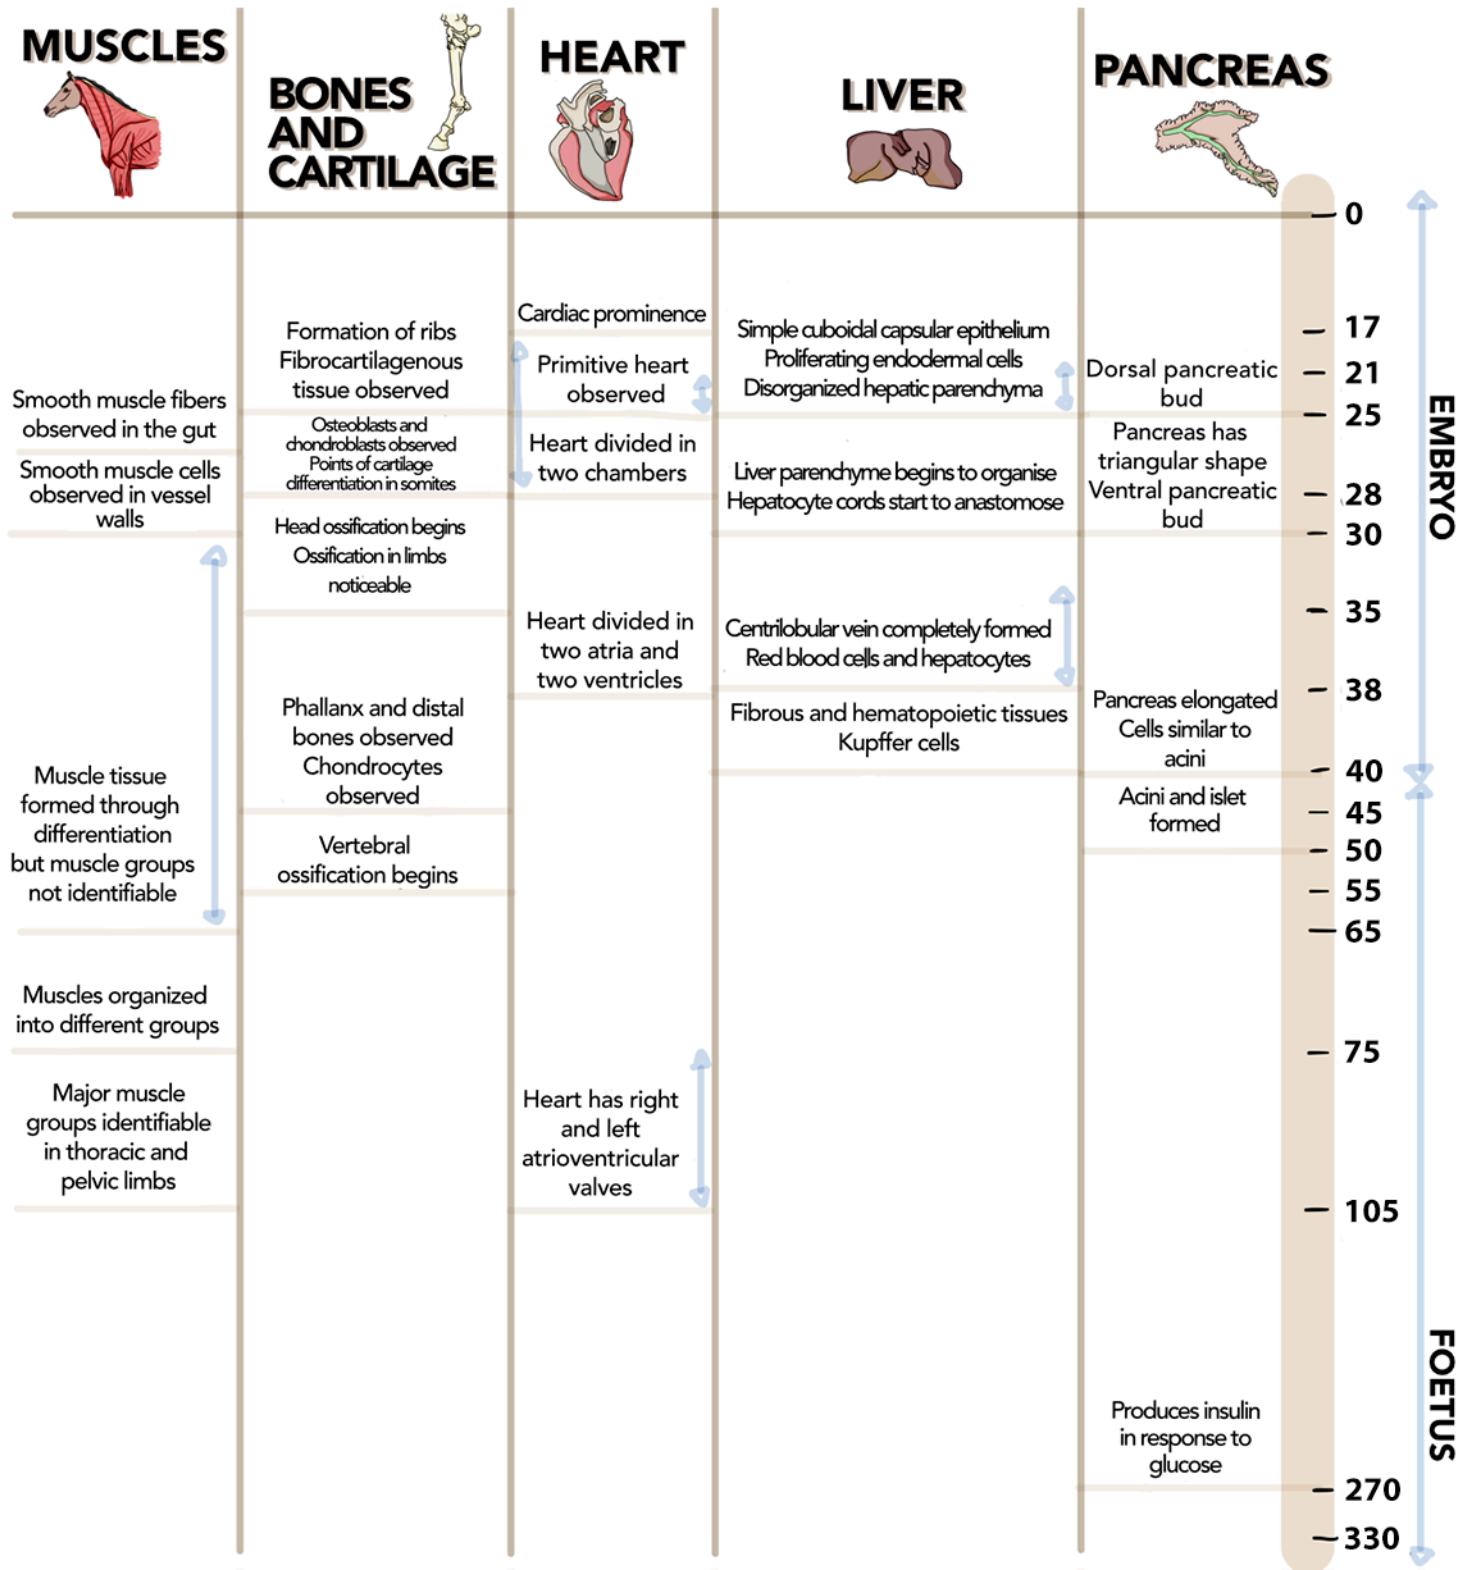 MUSCLES
BONES
AND
CARTILAGE
HEART
LIVER
PANCREAS
Smooth muscle fibers
observed in the gut
Smooth muscle cells
observed in vessel
walls
Muscle tissue
formed through
differentiation
but muscle groups
not identifiable
Muscles organized
into different groups
Major muscle
groups identifiable
in thoracic and
pelvic limbs
Formation of ribs
Fibrocartilagenous
tissue observed
Osteoblasts and
chondroblasts observed
Points of cartilage
differentiation in somites
Head ossification begins
Ossification in limbs
noticeable
Phallanx and distal
bones observed
Chondrocytes
observed
Vertebral
ossification begins
Cardiac prominence
Primitive heart
observed
Heart divided in
two chambers
Heart divided in
two atria and
two ventricles
Heart has right
and left
atrioventricular
valves
Simple cuboidal capsular epithelium
Proliferating endodermal cells
Disorganized hepatic parenchyma
Liver parenchyme begins to organise
Hepatocyte cords start to anastomose
Centrilobular vein completely formed
Red blood cells and hepatocytes
Fibrous and hematopoietic tissues
Kupffer cells
Dorsal pancreatic
bud
Pancreas has
triangular shape
Ventral pancreatic
bud
Pancreas elongated
Cells similar to
acini
Acini and islet
formed
Produces insulin
in response to
glucose
0
17
21
25
28
30
35
38
40
45
50
55
65
75
105
270
330
EMBRYO
FOETUS